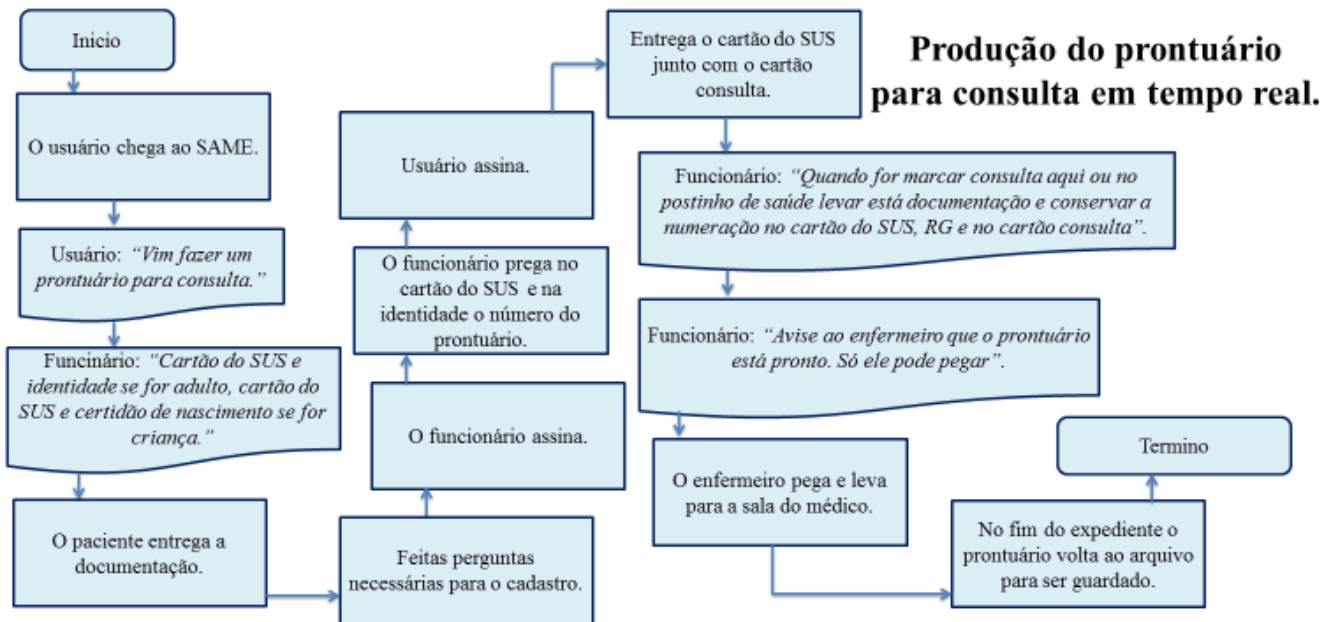 Produção do prontuário
para consulta em tempo real.
Inicio
O usuário chega ao SAME.
Usuário: “Vim fazer um
prontuário para consulta.”
Funcinário: “Cartão do SUS e
identidade se for adulto, cartão do
SUS e certidão de nascimento se for
criança.”
O paciente entrega a
documentação.
Feitas perguntas
necessárias para o cadastro.
O funcionário assina.
O funcionário prega no
cartão do SUS e na
identidade o número do
prontuário.
Usuário assina.
Entrega o cartão do SUS
junto com o cartão
consulta.
Funcionário: “Quando for marcar consulta aqui ou no
postinho de saúde levar está documentação e conservar a
numeração no cartão do SUS, RG e no cartão consulta”.
Funcionário: “Avise ao enfermeiro que o prontuário
está pronto. Só ele pode pegar”.
O enfermeiro pega e leva
para a sala do médico.
No fim do expediente o
prontuário volta ao arquivo
para ser guardado.
Termino